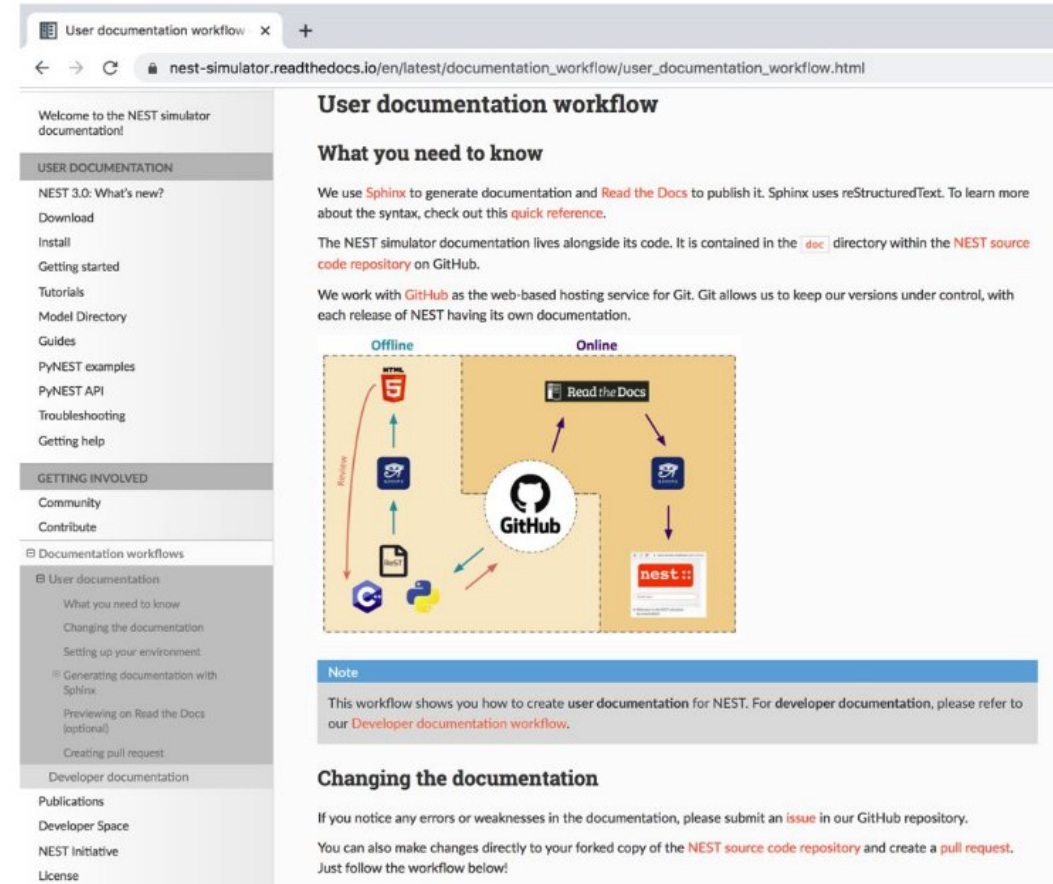 User documentation workflow
nest-simulator.readthedocs.io/en/latest/documentation_workflow/user_documentation_workflow.html
Welcome to the NEST simulator
documentation!
USER DOCUMENTATION
NEST 3.0: What's new?
Download
Install
Getting started
Tutorials
Model Directory
Guides
PyNEST examples
PyNEST API
Troubleshooting
Getting help
GETTING INVOLVED
Community
Contribute
Documentation workflows
User documentation
What you need to know
Changing the documentation
Setting up your environment
Generating documentation with
Sphinx
Previewing on Read the Docs
(optional)
Creating pull request
Developer documentation
Publications
Developer Space
NEST Initiative
License
User documentation workflow
What you need to know
We use Sphinx to generate documentation and Read the Docs to publish it. Sphinx uses reStructuredText. To learn more
about the syntax, check out this quick reference.
The NEST simulator documentation lives alongside its code. It is contained in the doc directory within the NEST source
code repository on GitHub.
We work with GitHub as the web-based hosting service for Git. Git allows us to keep our versions under control, with
each release of NEST having its own documentation.
Offline
Online
HTML
5
Read the Docs
Review
SPHINX
SPHINX
GitHub
ReST
C
nest::
Note
This workflow shows you how to create user documentation for NEST. For developer documentation, please refer to
our Developer documentation workflow.
Changing the documentation
If you notice any errors or weaknesses in the documentation, please submit an issue in our GitHub repository.
You can also make changes directly to your forked copy of the NEST source code repository and create a pull request.
Just follow the workflow below!